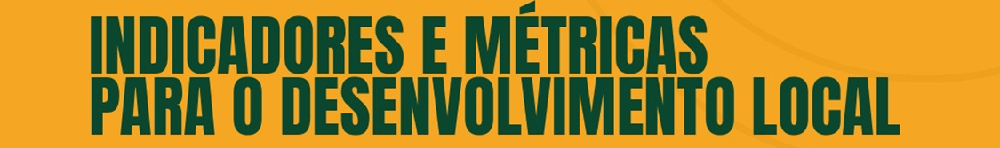 INDICADORES E MÉTRICAS
PARA O DESENVOLVIMENTO LOCAL